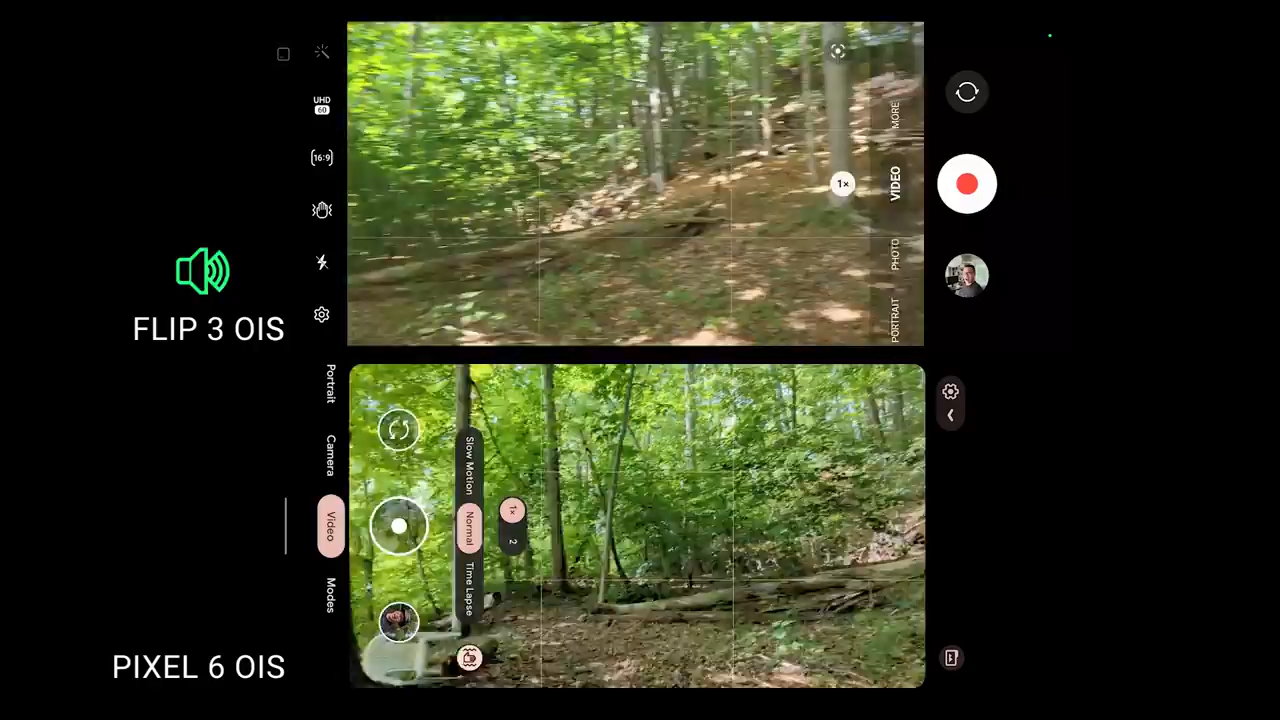 UHD
60
16:9
FLIP 3 OIS
MORE
VIDEO
PHOTO
PORTRAIT
1×
Portrait
Camera
Video
Modes
Slow Motion
Normal
Time Lapse
1×
2
PIXEL 6 OIS